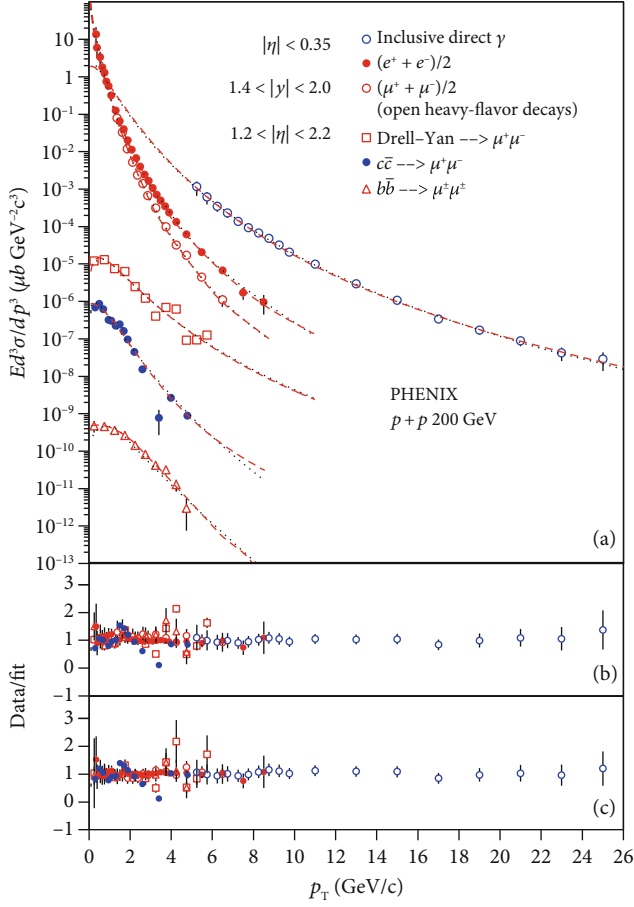 10
1
10⁻¹
10⁻²
10⁻³
10⁻⁴
10⁻⁵
10⁻⁶
10⁻⁷
10⁻⁸
10⁻⁹
10⁻¹⁰
10⁻¹¹
10⁻¹²
10⁻¹³
Ed³σ/dp³ (μb GeV⁻²c³)
|η| < 0.35
1.4 < |y| < 2.0
1.2 < |η| < 2.2
Inclusive direct γ
(e⁺ + e⁻)/2
(μ⁺ + μ⁻)/2
(open heavy-flavor decays)
Drell–Yan --> μ⁺μ⁻
cc̄ --> μ⁺μ⁻
bb̄ --> μ±μ±
PHENIX
p + p 200 GeV
(a)
3
2
1
0
−1
(b)
Data/fit
3
2
1
0
−1
(c)
0 2 4 6 8 10 12 14 16 18 20 22 24 26
p_T (GeV/c)